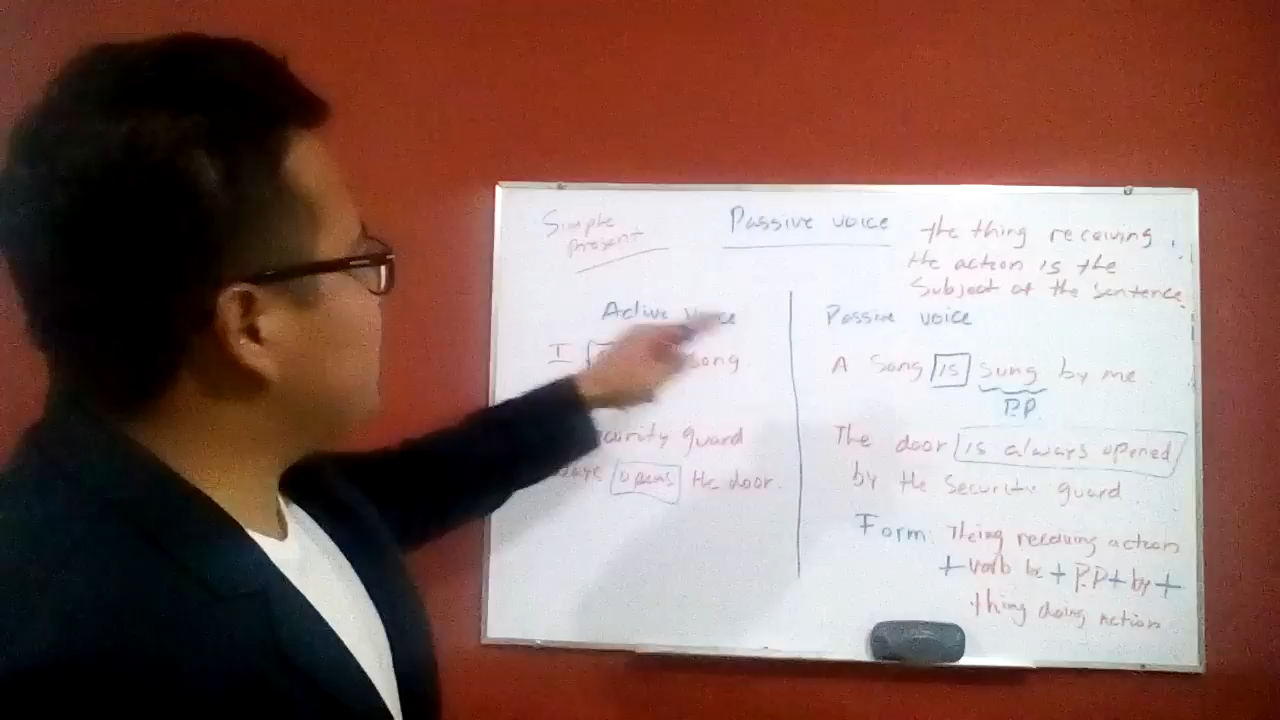 Simple
present
Passive voice
the thing receiving
the action is the
subject of the sentence
Active voice
I song
curity guard
opens the door.
Passive voice
A song is sung by me
P.P.
The door is always opened
by the security guard
Form: Thing receiving action
+ verb be + P.P + by +
thing doing action